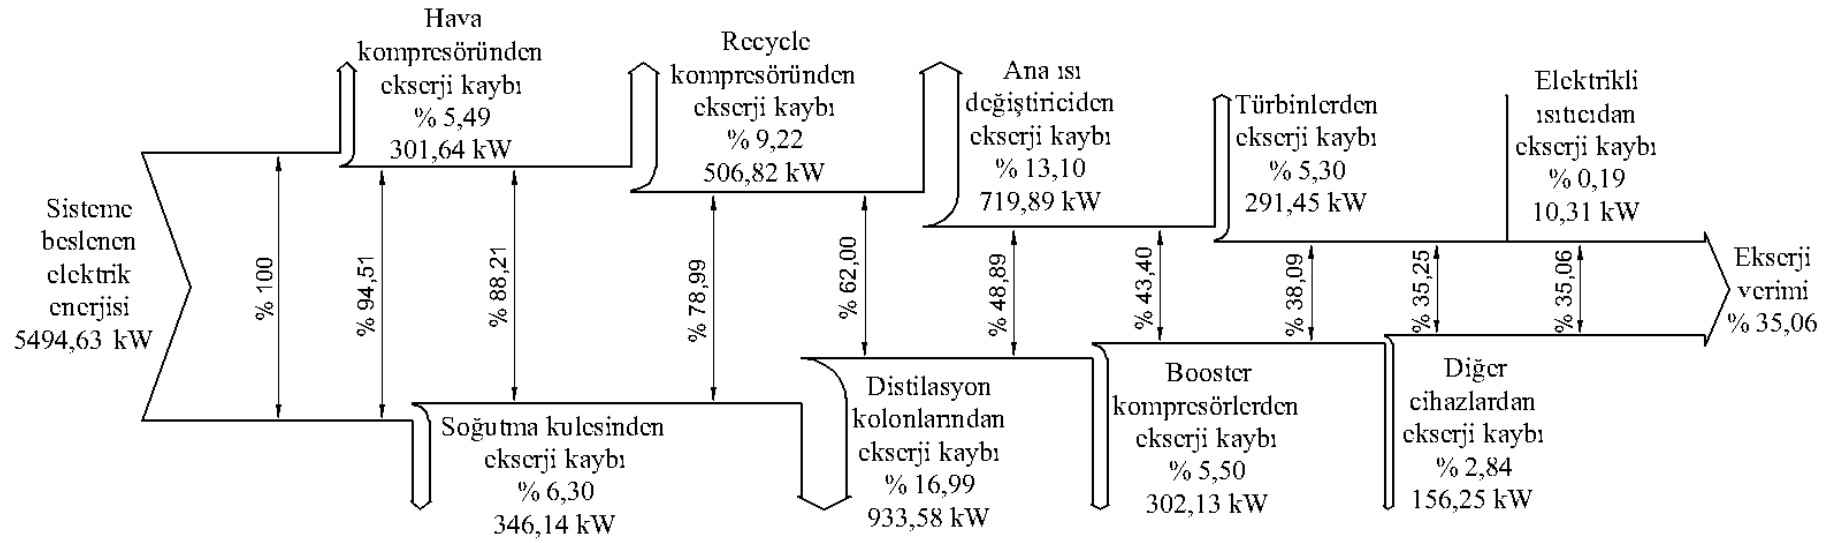 Sisteme
beslenen
elektrik
enerjisi
5494,63 kW
% 100
Hava
kompresöründen
ekserji kaybı
% 5,49
301,64 kW
% 94,51
Soğutma kulesinden
ekserji kaybı
% 6,30
346,14 kW
% 88,21
Recycle
kompresöründen
ekserji kaybı
% 9,22
506,82 kW
% 78,99
Distilasyon
kolonlarından
ekserji kaybı
% 16,99
933,58 kW
% 62,00
Ana ısı
değiştiriciden
ekserji kaybı
% 13,10
719,89 kW
% 48,89
Booster
kompresörlerden
ekserji kaybı
% 5,50
302,13 kW
% 43,40
Türbinlerden
ekserji kaybı
% 5,30
291,45 kW
% 38,09
Diğer
cihazlardan
ekserji kaybı
% 2,84
156,25 kW
% 35,25
Elektrikli
ısıtıcıdan
ekserji kaybı
% 0,19
10,31 kW
% 35,06
Ekserji
verimi
% 35,06